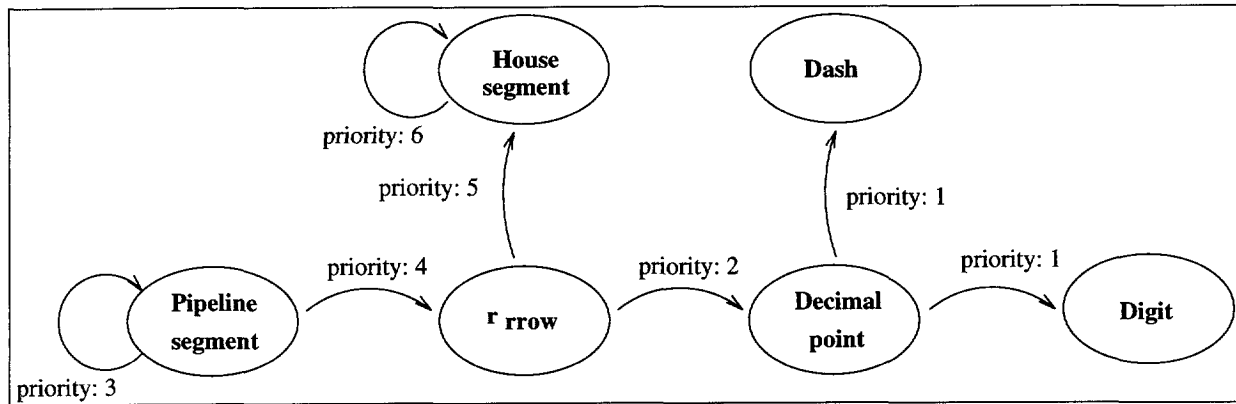 House
segment
Dash
priority: 6
priority: 5
priority: 1
priority: 4
priority: 2
priority: 1
Pipeline
segment
r rrow
Decimal
point
Digit
priority: 3